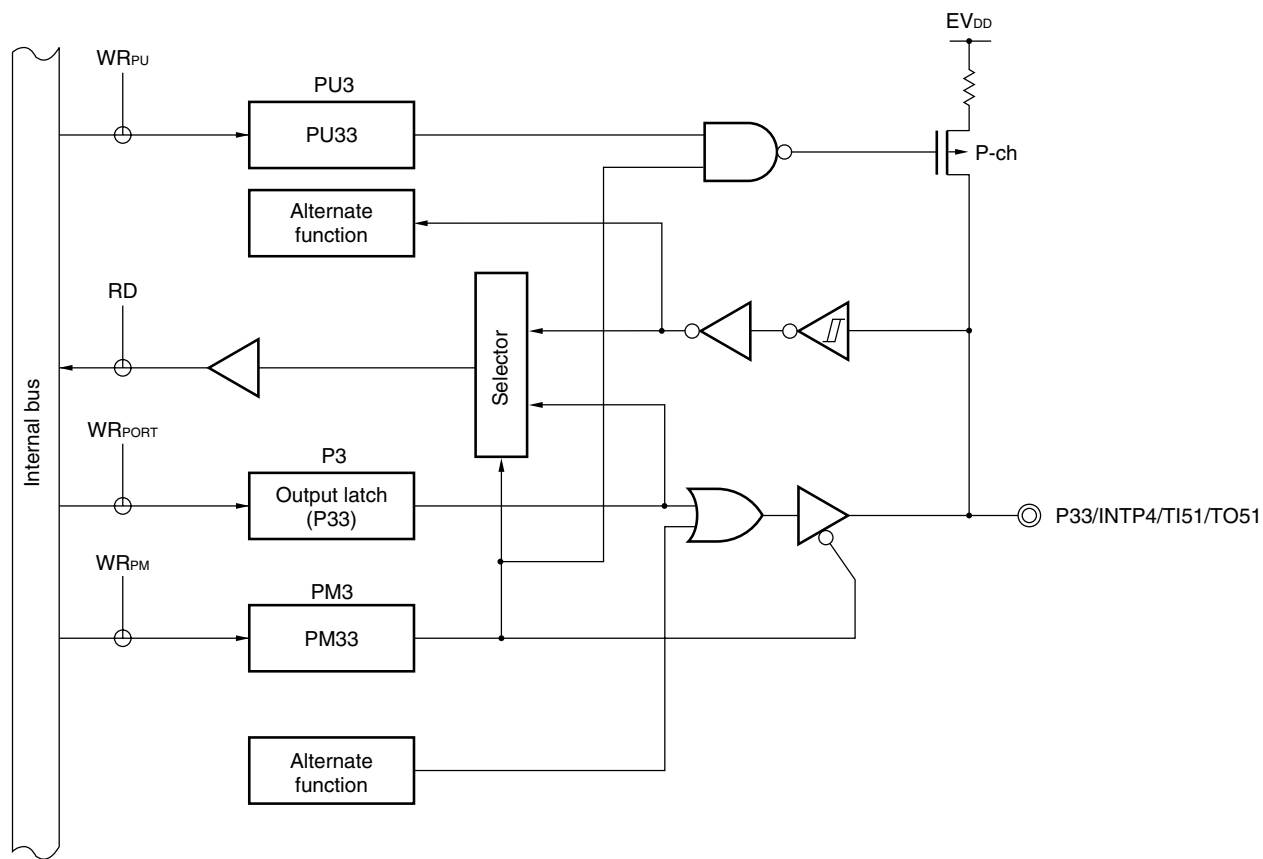 EVDD
WRPU
PU3
PU33
P-ch
Alternate
function
RD
Selector
Internal bus
WRPORT
P3
Output latch
(P33)
P33/INTP4/TI51/TO51
WRPM
PM3
PM33
Alternate
function